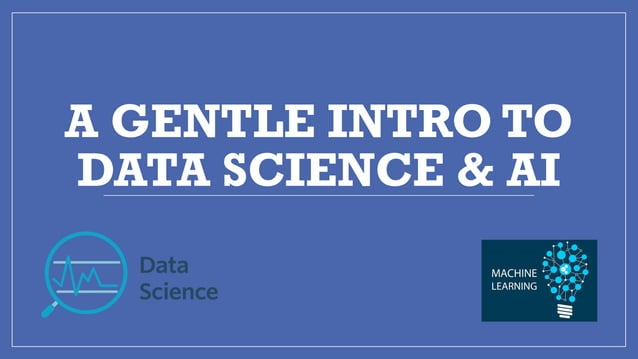 A GENTLE INTRO TO
DATA SCIENCE & AI
Data
Science
MACHINE
LEARNING